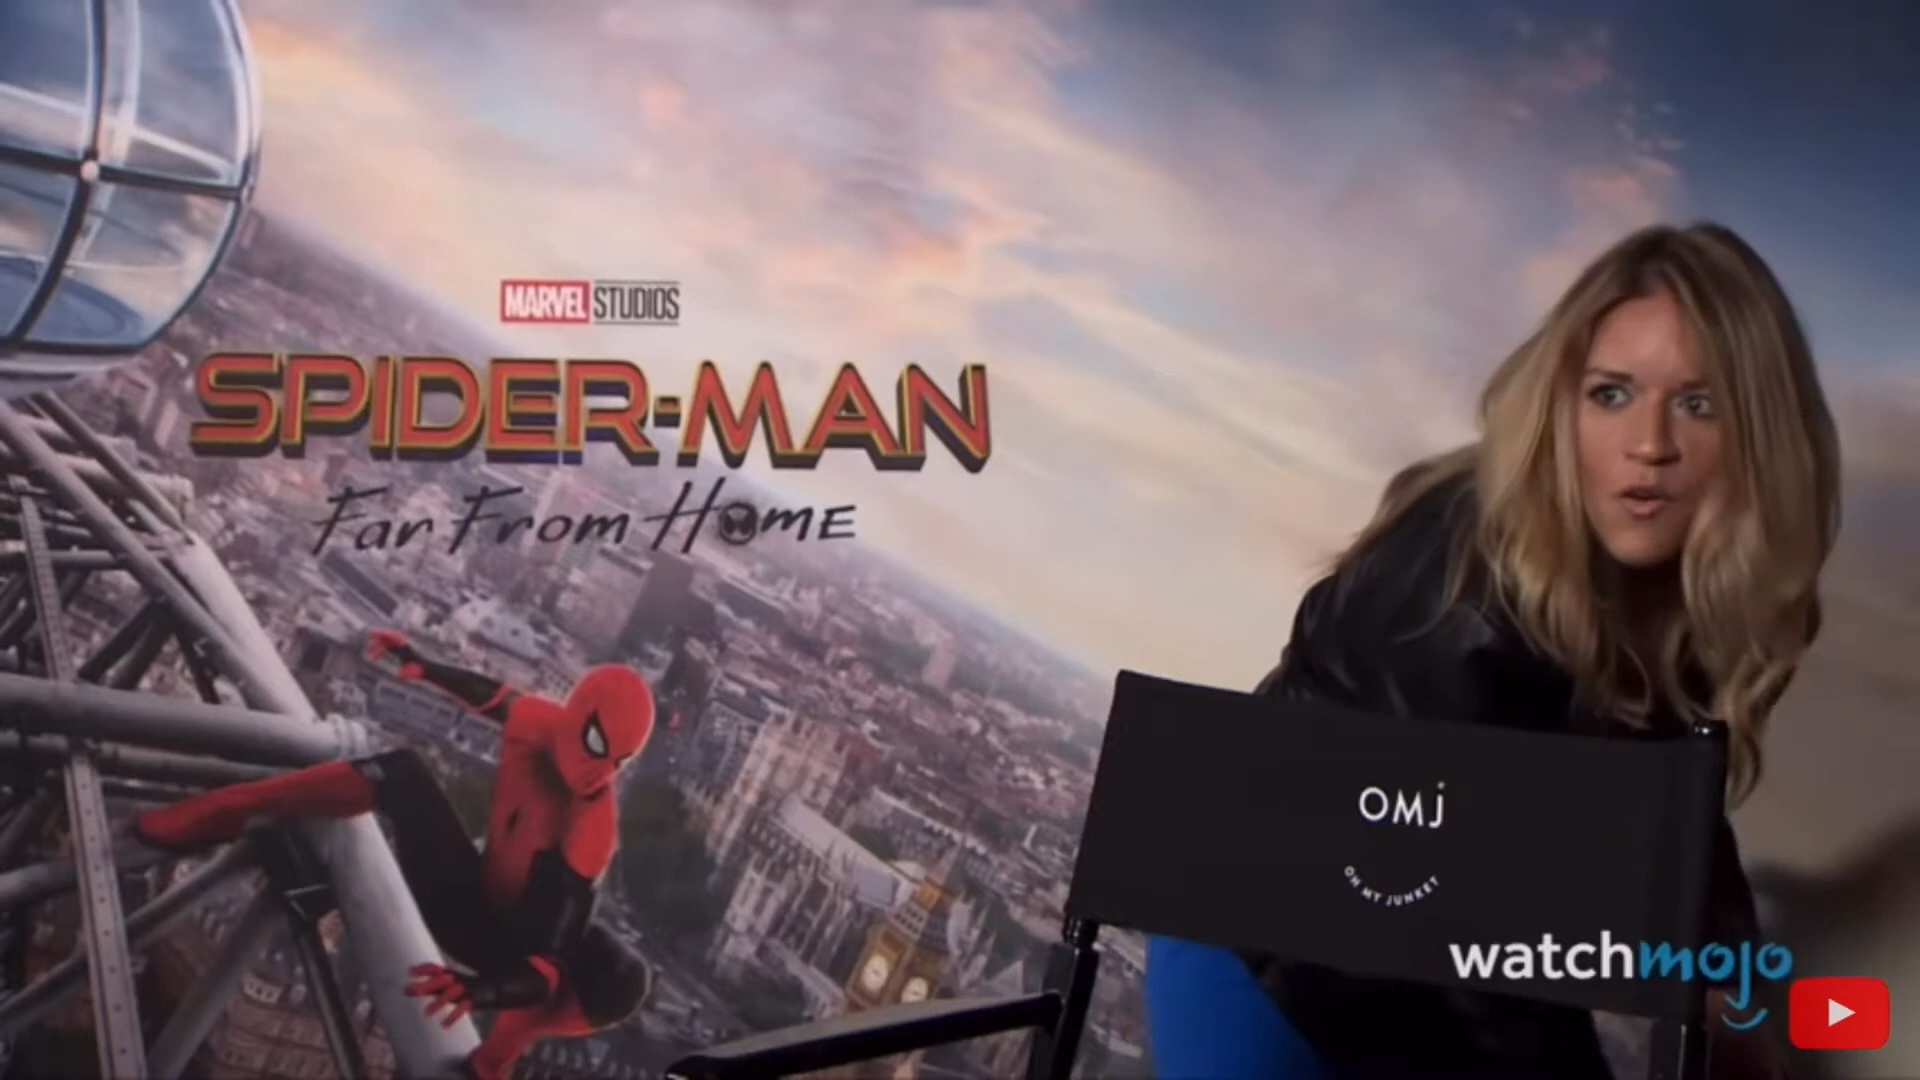 MARVEL STUDIOS
SPIDER-MAN
Far From HOME
OMj
OH MY JUNKET
watchmojo